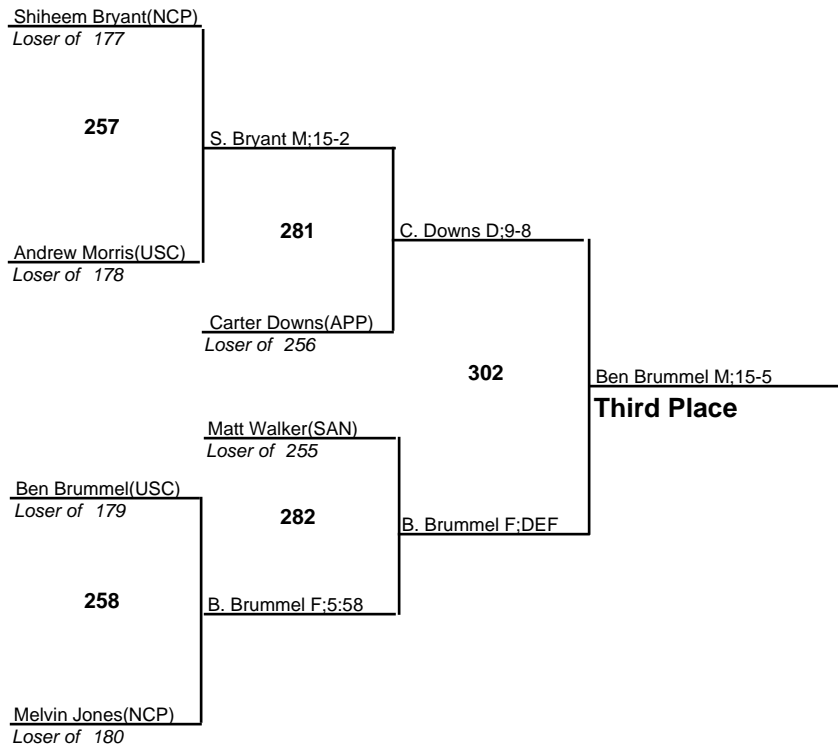 Shiheem Bryant(NCP)
Loser of 177
257
S. Bryant M;15-2
281
C. Downs D;9-8
Andrew Morris(USC)
Loser of 178
Carter Downs(APP)
Loser of 256
302
Ben Brummel M;15-5
Third Place
Matt Walker(SAN)
Loser of 255
Ben Brummel(USC)
Loser of 179
282
B. Brummel F;DEF
258
B. Brummel F;5:58
Melvin Jones(NCP)
Loser of 180